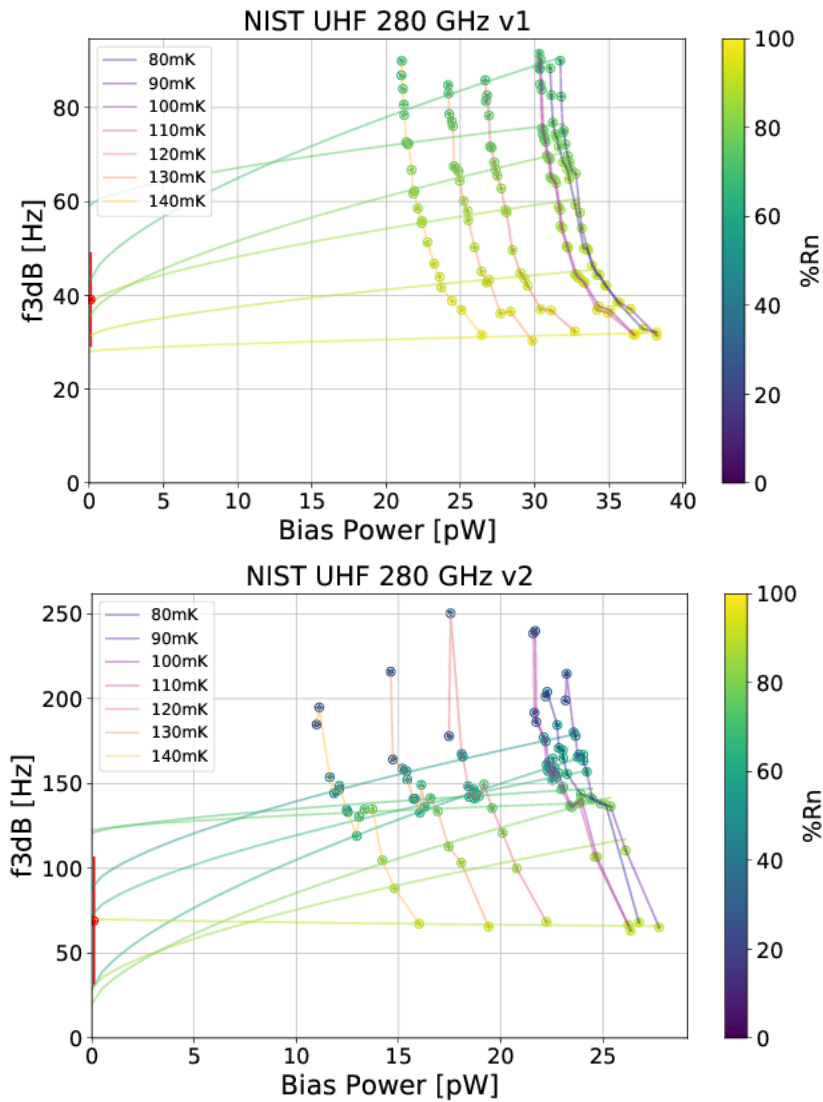 NIST UHF 280 GHz v1
80mK
90mK
100mK
110mK
120mK
130mK
140mK
f3dB [Hz]
80
60
40
20
0
0 5 10 15 20 25 30 35 40
Bias Power [pW]
100
80
60
40
20
0
%Rn
NIST UHF 280 GHz v2
80mK
90mK
100mK
110mK
120mK
130mK
140mK
f3dB [Hz]
250
200
150
100
50
0
0 5 10 15 20 25
Bias Power [pW]
100
80
60
40
20
0
%Rn